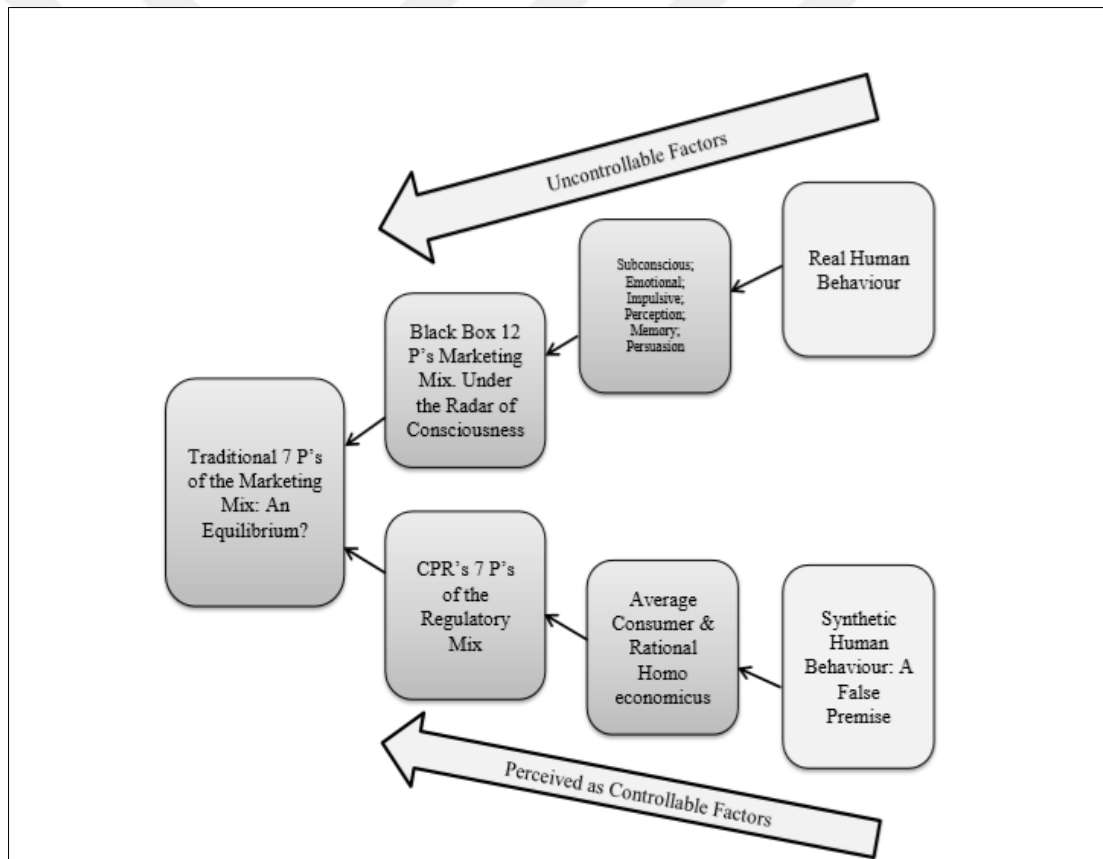 Uncontrollable Factors
Real Human
Behaviour
Subconscious;
Emotional;
Impulsive;
Perception;
Memory;
Persuasion
Black Box 12
P’s Marketing
Mix. Under
the Radar of
Consciousness
Traditional 7 P’s
of the Marketing
Mix: An
Equilibrium?
CPR’s 7 P’s
of the
Regulatory
Mix
Average
Consumer &
Rational
Homo
economicus
Synthetic
Human
Behaviour: A
False
Premise
Perceived as Controllable Factors